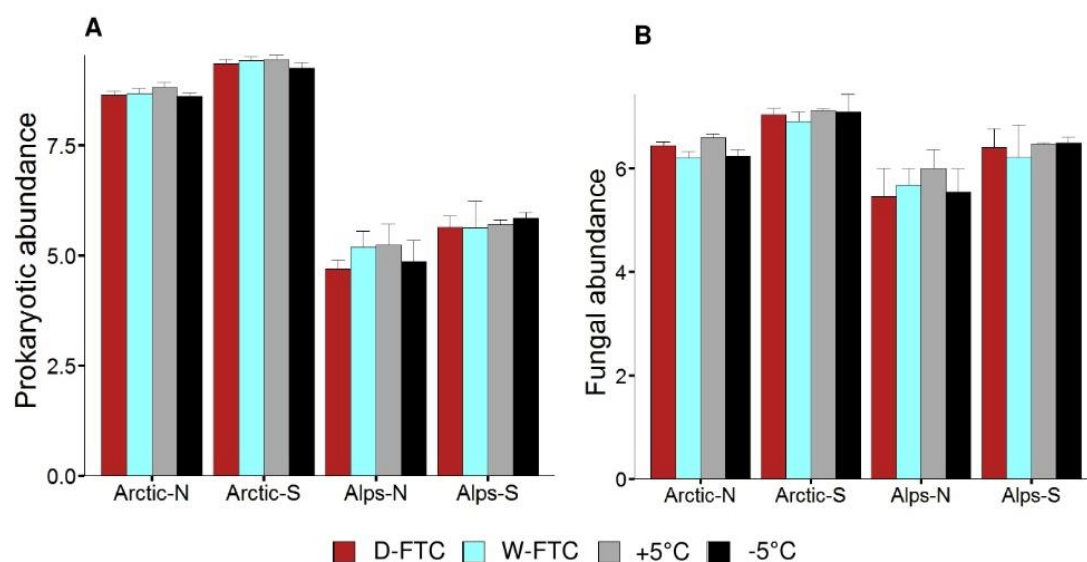 A
Prokaryotic abundance
7.5
5.0
2.5
0.0
Arctic-N Arctic-S Alps-N Alps-S
B
Fungal abundance
6
4
2
0
Arctic-N Arctic-S Alps-N Alps-S
D-FTC W-FTC +5°C -5°C